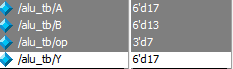 /alu_tb/A 6'd17
/alu_tb/B 6'd13
/alu_tb/op 3'd7
/alu_tb/Y 6'd17